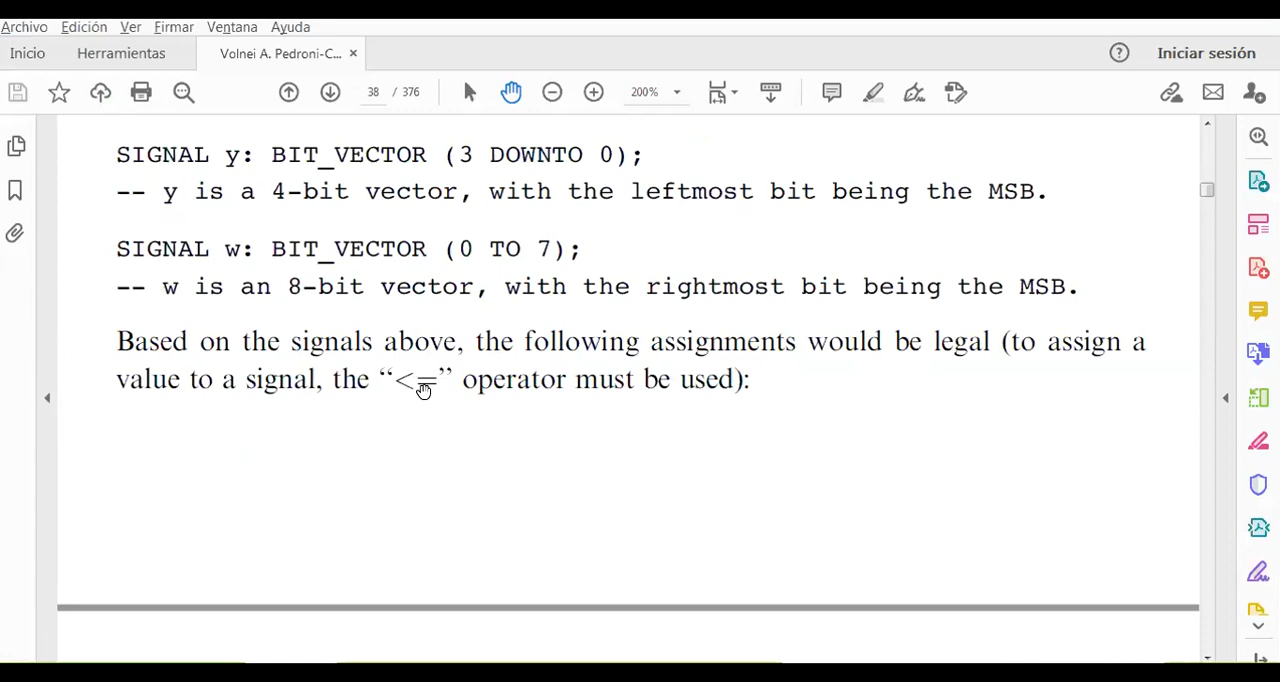 Archivo Edición Ver Firmar Ventana Ayuda
Inicio Herramientas Volnei A. Pedroni-C... × ? Iniciar sesión
38 / 376 200%
SIGNAL y: BIT_VECTOR (3 DOWNTO 0);
-- y is a 4-bit vector, with the leftmost bit being the MSB.
SIGNAL w: BIT_VECTOR (0 TO 7);
-- w is an 8-bit vector, with the rightmost bit being the MSB.
Based on the signals above, the following assignments would be legal (to assign a
value to a signal, the “<=” operator must be used):